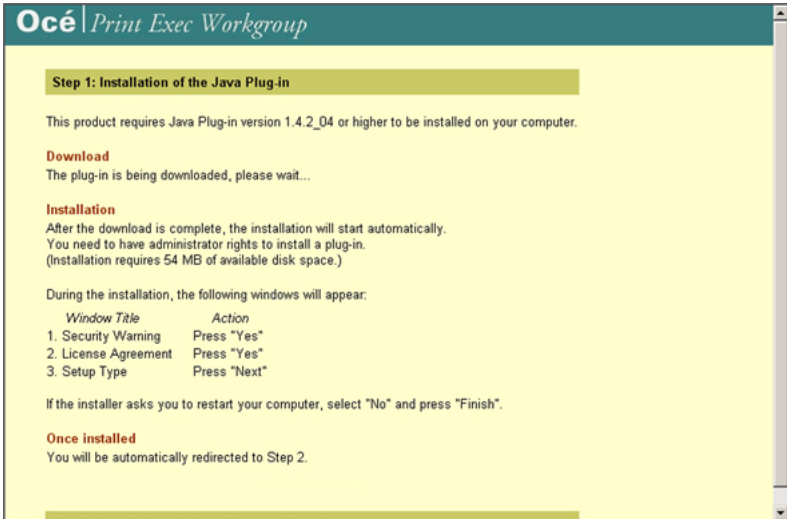 Océ Print Exec Workgroup
Step 1: Installation of the Java Plug-in
This product requires Java Plug-in version 1.4.2_04 or higher to be installed on your computer.
Download
The plug-in is being downloaded, please wait...
Installation
After the download is complete, the installation will start automatically.
You need to have administrator rights to install a plug-in.
(Installation requires 54 MB of available disk space.)
During the installation, the following windows will appear:
Window Title Action
1. Security Warning Press "Yes"
2. License Agreement Press "Yes"
3. Setup Type Press "Next"
If the installer asks you to restart your computer, select "No" and press "Finish".
Once installed
You will be automatically redirected to Step 2.